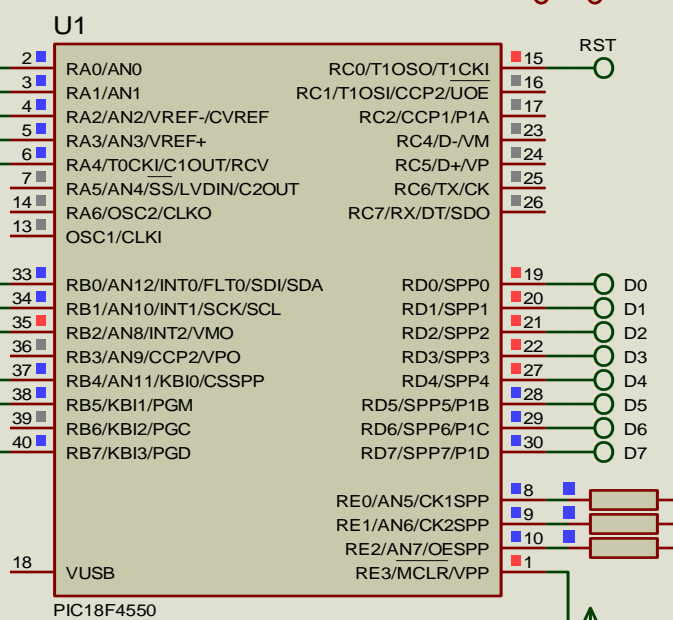 U1
RST
2 RA0/AN0 RC0/T1OSO/T1CKI 15
3 RA1/AN1 RC1/T1OSI/CCP2/UOE 16
4 RA2/AN2/VREF-/CVREF RC2/CCP1/P1A 17
5 RA3/AN3/VREF+ RC4/D-/VM 23
6 RA4/T0CKI/C1OUT/RCV RC5/D+/VP 24
7 RA5/AN4/SS/LVDIN/C2OUT RC6/TX/CK 25
14 RA6/OSC2/CLKO RC7/RX/DT/SDO 26
13 OSC1/CLKI
33 RB0/AN12/INT0/FLT0/SDI/SDA RD0/SPP0 19 D0
34 RB1/AN10/INT1/SCK/SCL RD1/SPP1 20 D1
35 RB2/AN8/INT2/VMO RD2/SPP2 21 D2
36 RB3/AN9/CCP2/VPO RD3/SPP3 22 D3
37 RB4/AN11/KBI0/CSSPP RD4/SPP4 27 D4
38 RB5/KBI1/PGM RD5/SPP5/P1B 28 D5
39 RB6/KBI2/PGC RD6/SPP6/P1C 29 D6
40 RB7/KBI3/PGD RD7/SPP7/P1D 30 D7
RE0/AN5/CK1SPP 8
RE1/AN6/CK2SPP 9
RE2/AN7/OESPP 10
18 VUSB RE3/MCLR/VPP 1
PIC18F4550